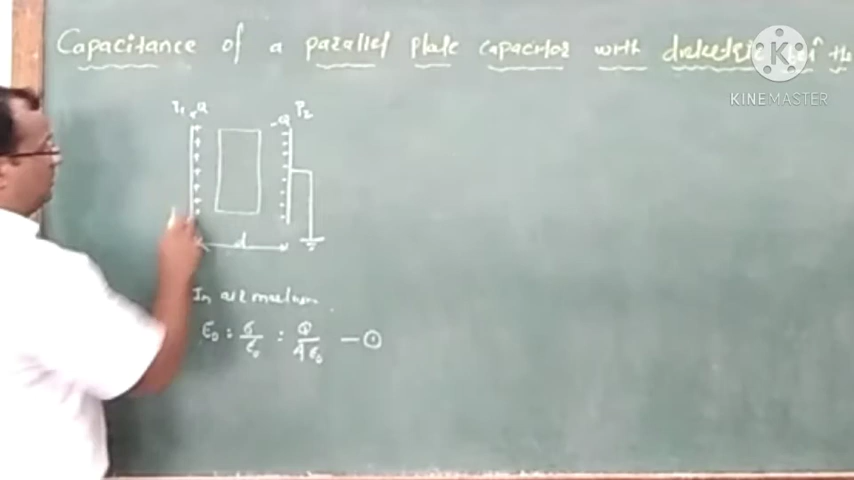 Capacitance of a parallel plate capacitor with dielectric
KINEMASTER
P₁ +Q
-Q P₂
d
In air medium
E₀ = σ/ε₀ = Q/Aε₀ — ①